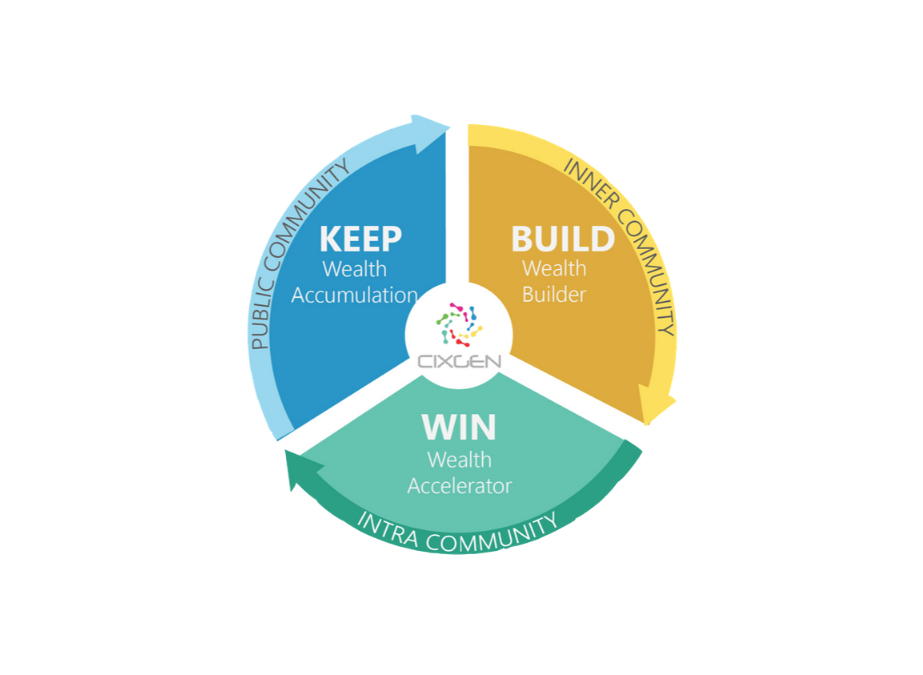 PUBLIC COMMUNITY
KEEP
Wealth
Accumulation
INNER COMMUNITY
BUILD
Wealth
Builder
CIXGEN
WIN
Wealth
Accelerator
INTRA COMMUNITY